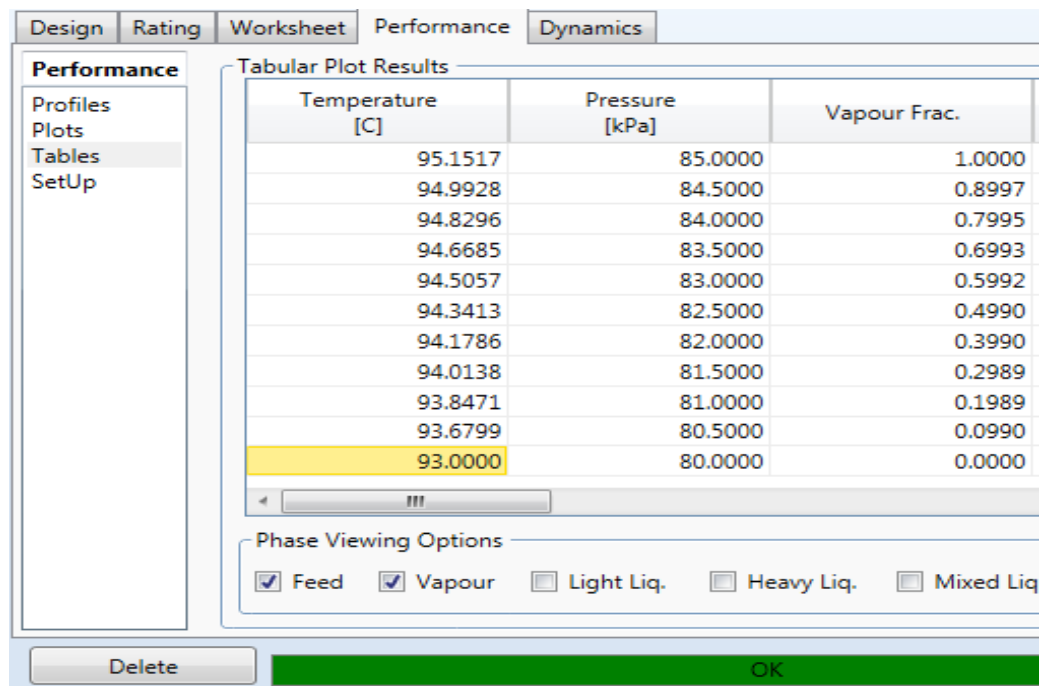 Design Rating Worksheet Performance Dynamics
Performance
Profiles
Plots
Tables
SetUp
Tabular Plot Results
Temperature [C] Pressure [kPa] Vapour Frac.
95.1517 85.0000 1.0000
94.9928 84.5000 0.8997
94.8296 84.0000 0.7995
94.6685 83.5000 0.6993
94.5057 83.0000 0.5992
94.3413 82.5000 0.4990
94.1786 82.0000 0.3990
94.0138 81.5000 0.2989
93.8471 81.0000 0.1989
93.6799 80.5000 0.0990
93.0000 80.0000 0.0000
Phase Viewing Options
Feed Vapour Light Liq. Heavy Liq. Mixed Liq
Delete OK